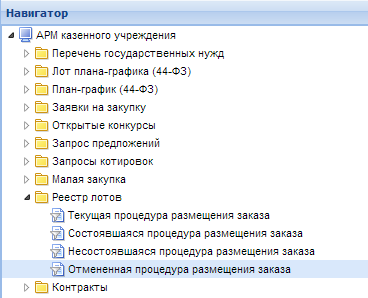 Навигатор
АРМ казенного учреждения
Перечень государственных нужд
Лот плана-графика (44-ФЗ)
План-график (44-ФЗ)
Заявки на закупку
Открытые конкурсы
Запрос предложений
Запросы котировок
Малая закупка
Реестр лотов
Текущая процедура размещения заказа
Состоявшаяся процедура размещения заказа
Несостоявшаяся процедура размещения заказа
Отмененная процедура размещения заказа
Контракты